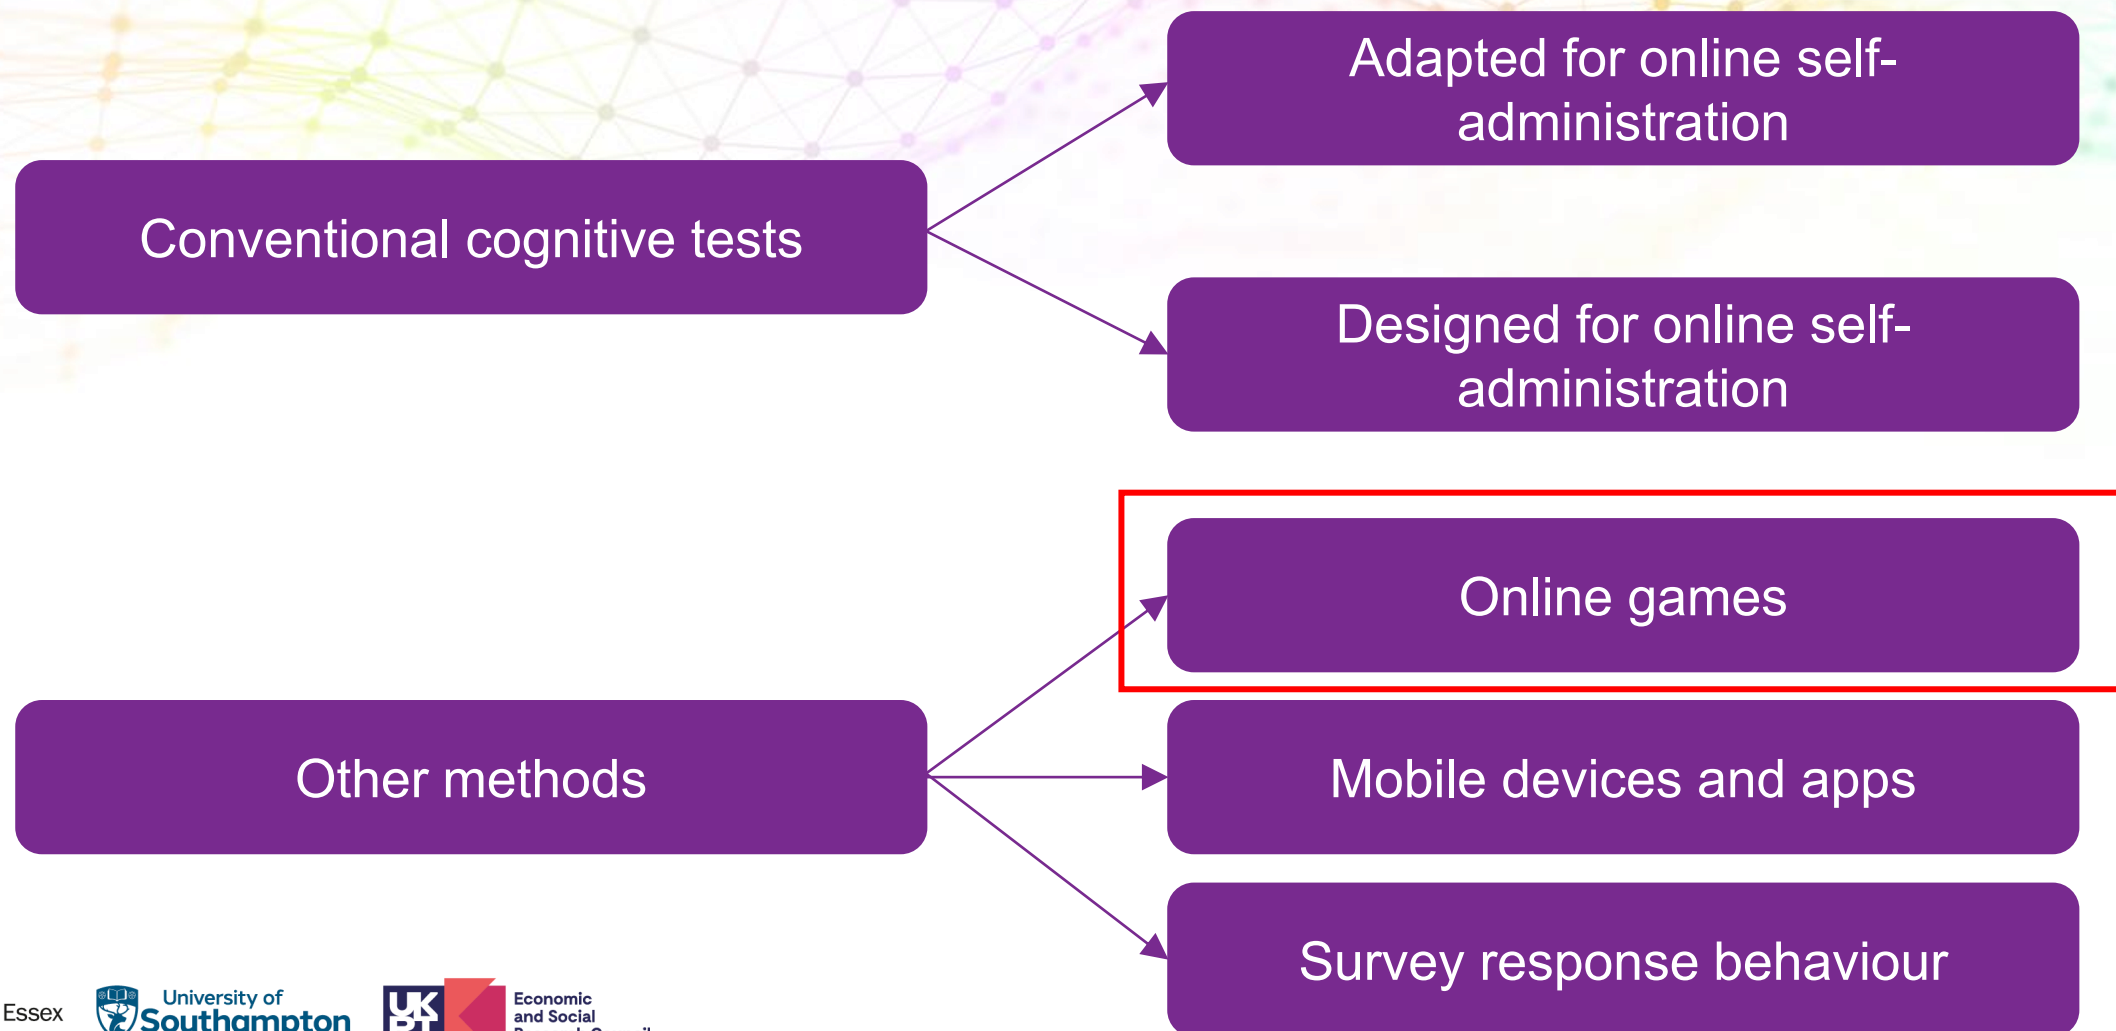 Conventional cognitive tests
Adapted for online self-
administration
Designed for online self-
administration
Other methods
Online games
Mobile devices and apps
Survey response behaviour
Essex
University of
Southampton
UK
Economic
and Social